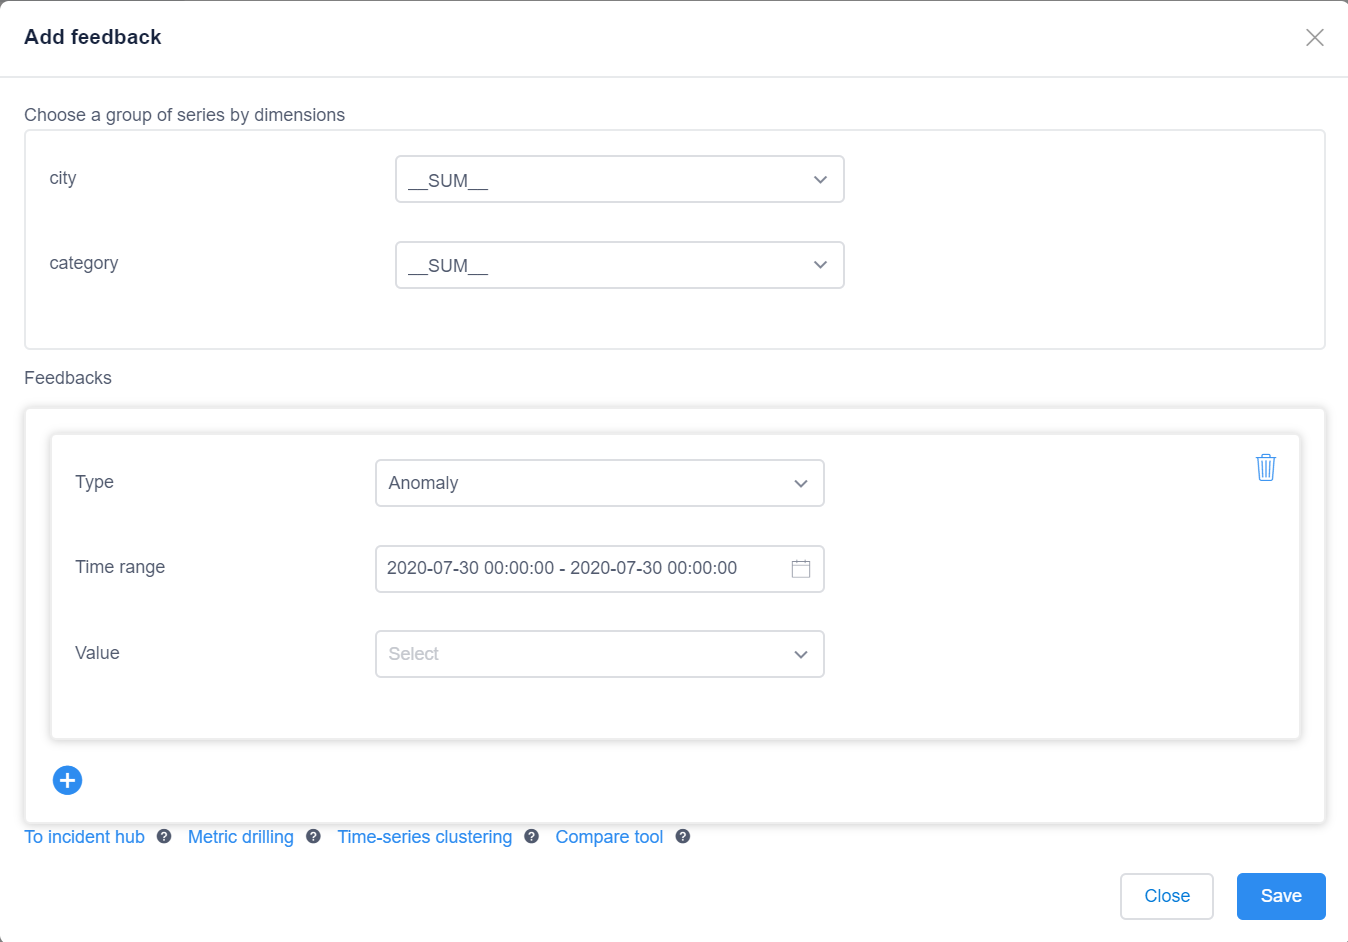 Add feedback
Choose a group of series by dimensions
city
__SUM__
category
__SUM__
Feedbacks
Type
Anomaly
Time range
2020-07-30 00:00:00 - 2020-07-30 00:00:00
Value
Select
To incident hub ? Metric drilling ? Time-series clustering ? Compare tool ?
Close Save